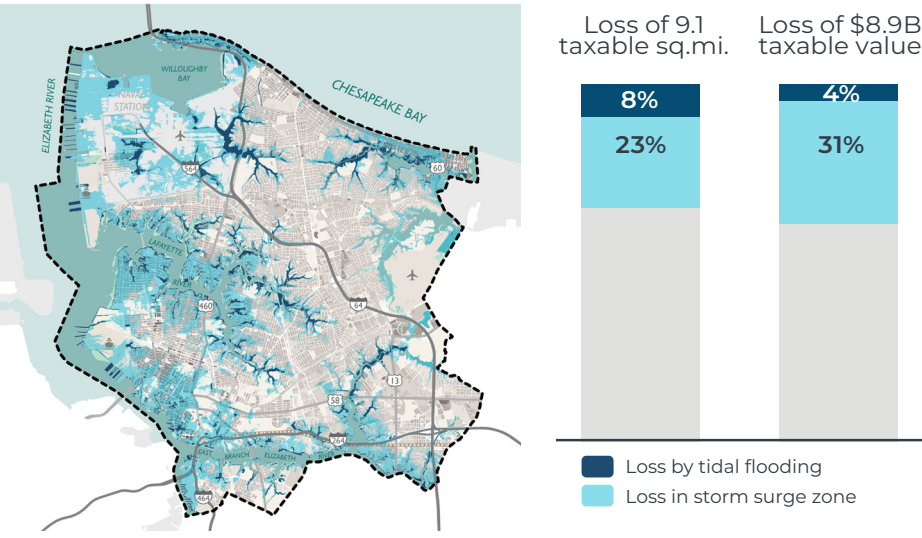 Loss of 9.1
taxable sq.mi.
Loss of $8.9B
taxable value
8%
4%
23%
31%
Loss by tidal flooding
Loss in storm surge zone
WILLOUGHBY
BAY
NAVAL
STATION
CHESAPEAKE BAY
ELIZABETH RIVER
564
60
LAFAYETTE
RIVER
460
64
13
58
264
EAST BRANCH ELIZABETH RIVER
464